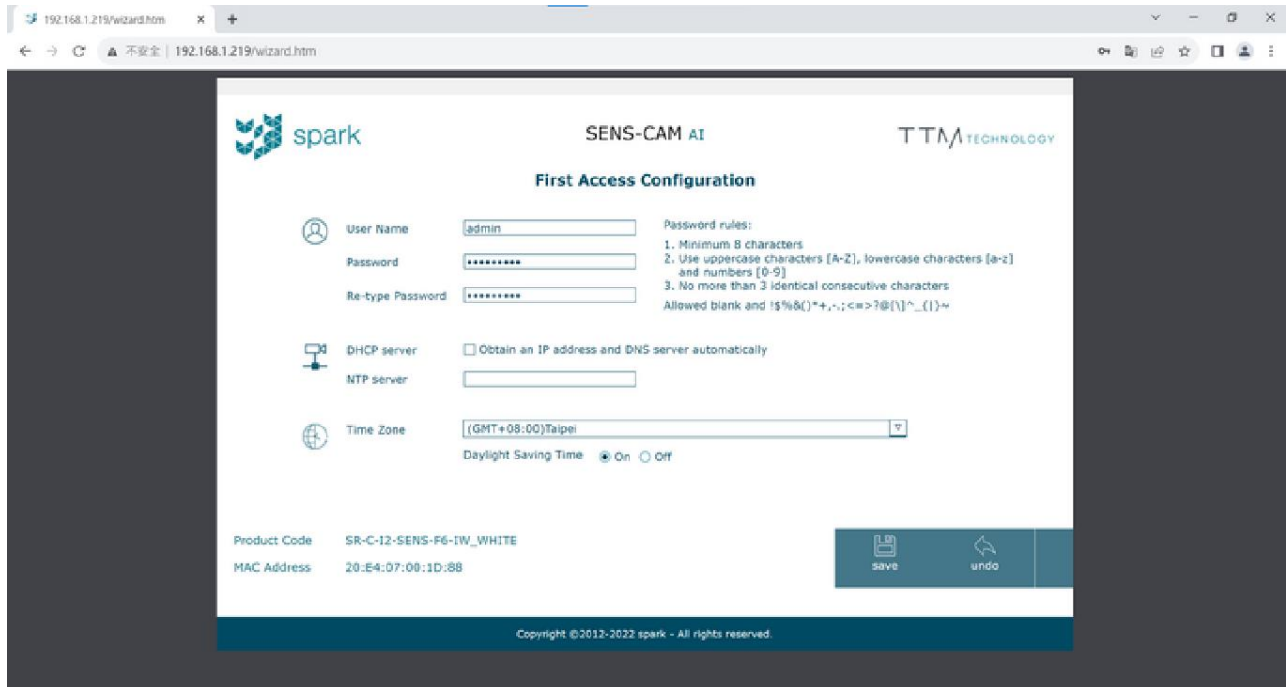 192.168.1.219/wizard.htm
不安全 | 192.168.1.219/wizard.htm
spark
SENS-CAM AI
TTM TECHNOLOGY
First Access Configuration
User Name
admin
Password
•••••••••
Re-type Password
•••••••••
Password rules:
1. Minimum 8 characters
2. Use uppercase characters [A-Z], lowercase characters [a-z]
and numbers [0-9]
3. No more than 3 identical consecutive characters
Allowed blank and !$%&()*+,-.;<=>?@[\]^_{|}~
DHCP server
Obtain an IP address and DNS server automatically
NTP server
Time Zone
(GMT+08:00)Taipei
Daylight Saving Time On Off
Product Code SR-C-I2-SENS-F6-IW_WHITE
MAC Address 20:E4:07:00:1D:88
save
undo
Copyright ©2012-2022 spark - All rights reserved.